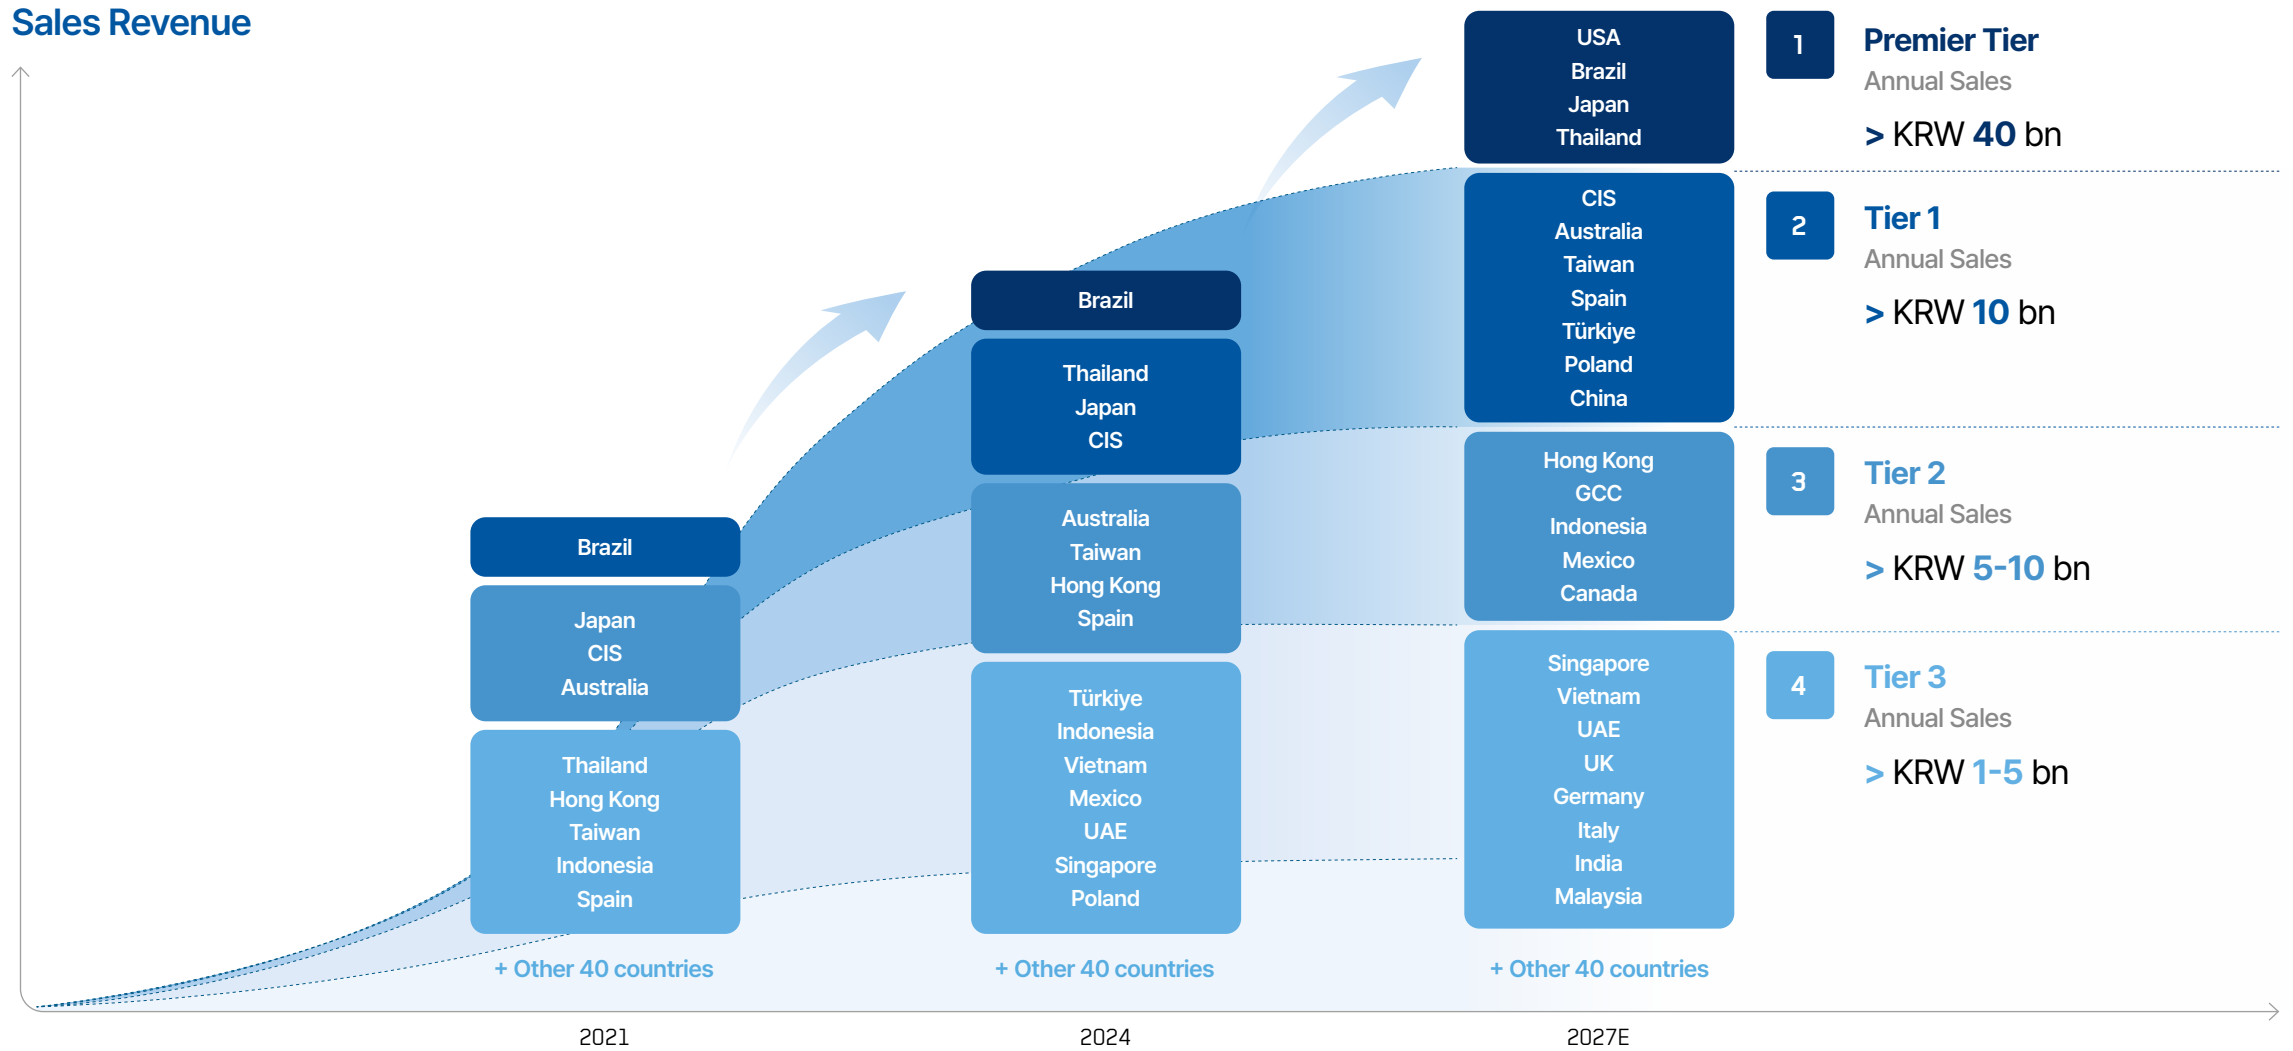 Sales Revenue
Brazil
Japan
CIS
Australia
Thailand
Hong Kong
Taiwan
Indonesia
Spain
+ Other 40 countries
2021
Brazil
Thailand
Japan
CIS
Australia
Taiwan
Hong Kong
Spain
Türkiye
Indonesia
Vietnam
Mexico
UAE
Singapore
Poland
+ Other 40 countries
2024
USA
Brazil
Japan
Thailand
CIS
Australia
Taiwan
Spain
Türkiye
Poland
China
Hong Kong
GCC
Indonesia
Mexico
Canada
Singapore
Vietnam
UAE
UK
Germany
Italy
India
Malaysia
+ Other 40 countries
2027E
1
Premier Tier
Annual Sales
> KRW 40 bn
2
Tier 1
Annual Sales
> KRW 10 bn
3
Tier 2
Annual Sales
> KRW 5-10 bn
4
Tier 3
Annual Sales
> KRW 1-5 bn